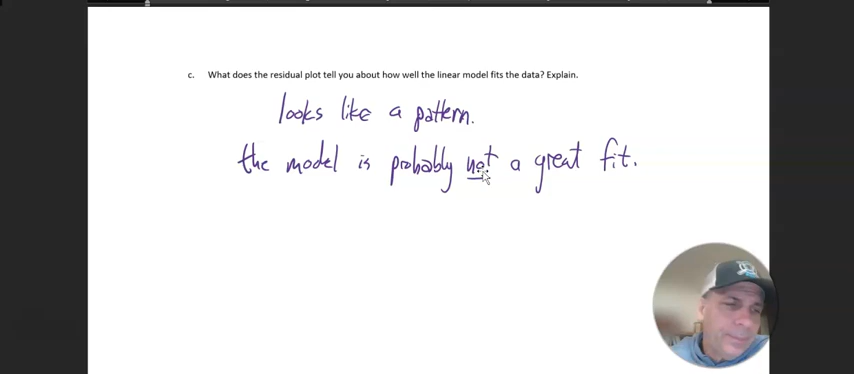 c. What does the residual plot tell you about how well the linear model fits the data? Explain.
looks like a pattern.
the model is probably not a great fit.